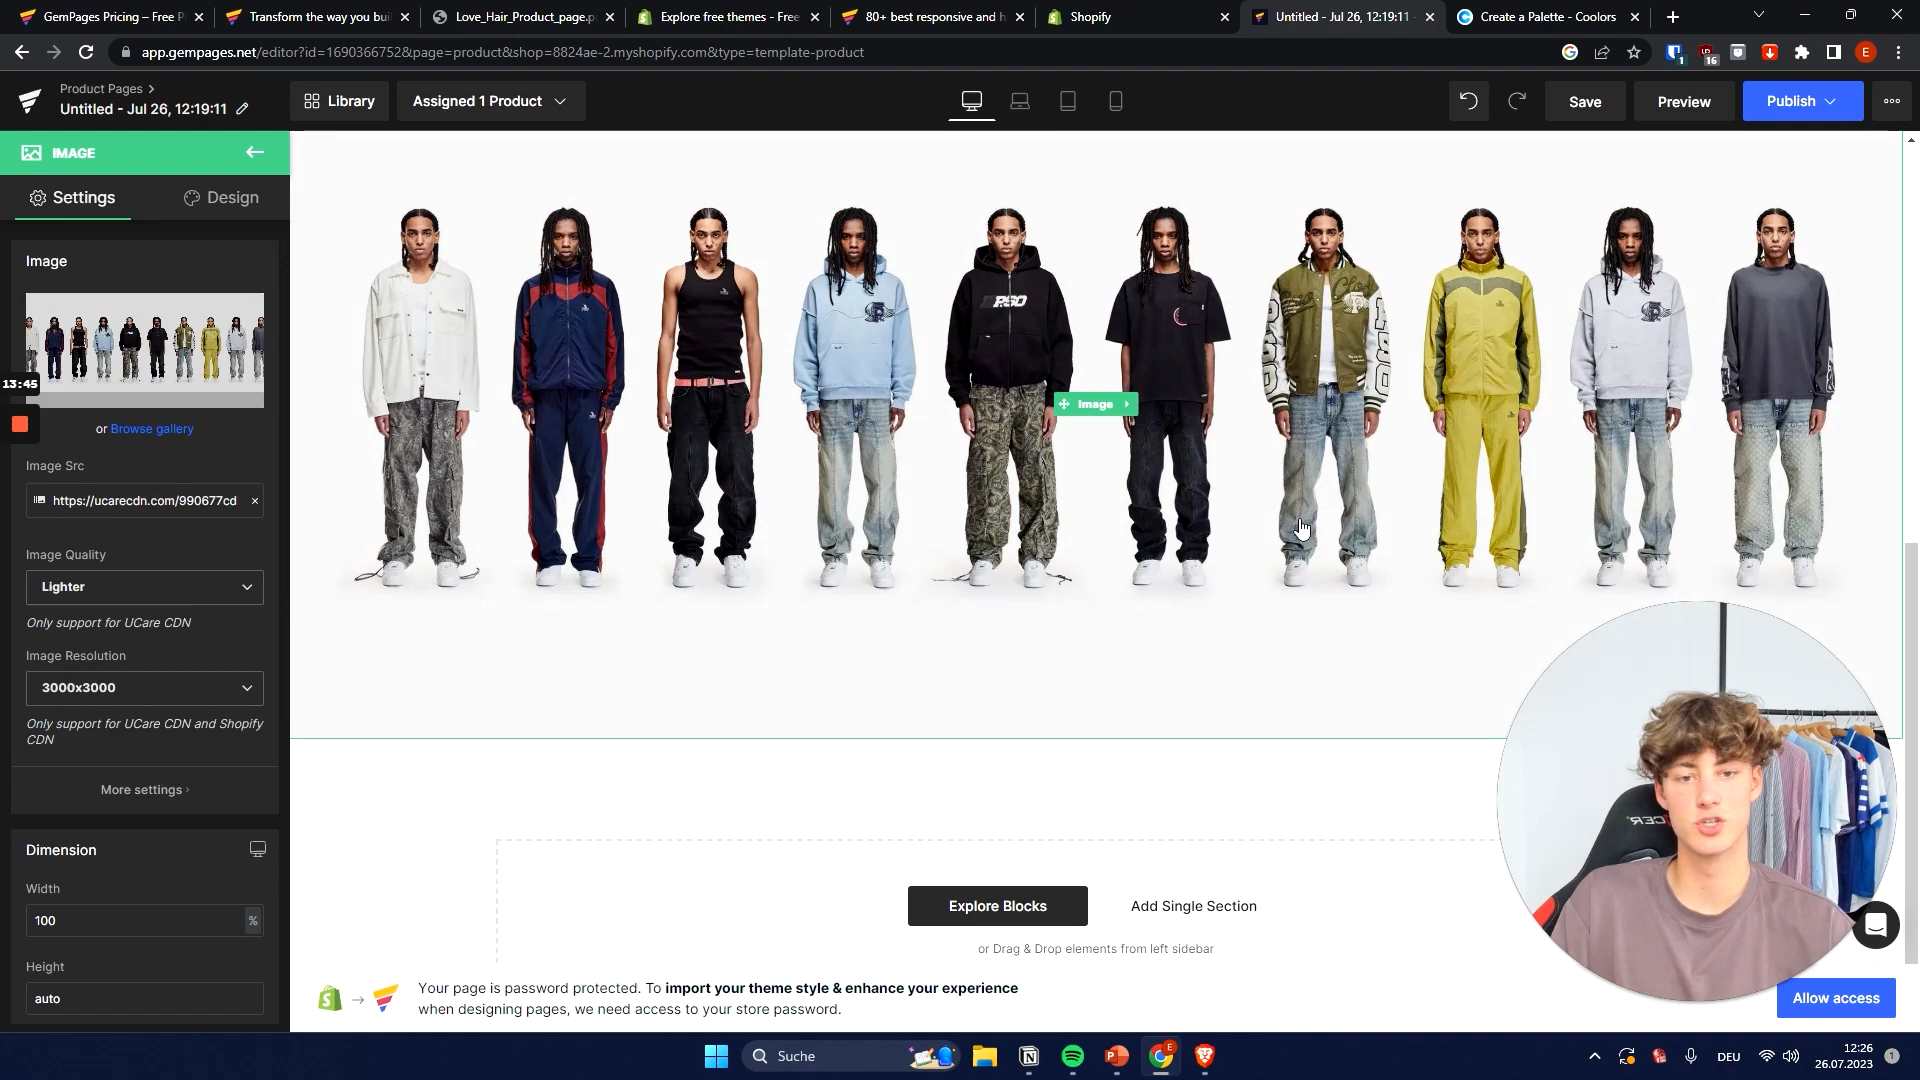 GemPages Pricing – Free P
Transform the way you bui
Love_Hair_Product_page.p
Explore free themes - Free
80+ best responsive and h
Shopify
Untitled - Jul 26, 12:19:11
Create a Palette - Coolors
app.gempages.net/editor?id=1690366752&page=product&shop=8824ae-2.myshopify.com&type=template-product
1
16
E
Product Pages
Untitled - Jul 26, 12:19:11
Library
Assigned 1 Product
Save
Preview
Publish
IMAGE
Settings
Design
Image
13:45
or Browse gallery
Image Src
https://ucarecdn.com/990677cd
Image Quality
Lighter
Only support for UCare CDN
Image Resolution
3000x3000
Only support for UCare CDN and Shopify
CDN
More settings
Dimension
Width
100
%
Height
auto
PSO
Image
Explore Blocks
Add Single Section
or Drag & Drop elements from left sidebar
Your page is password protected. To import your theme style & enhance your experience
when designing pages, we need access to your store password.
Allow access
Suche
E
DEU
12:26
26.07.2023
1